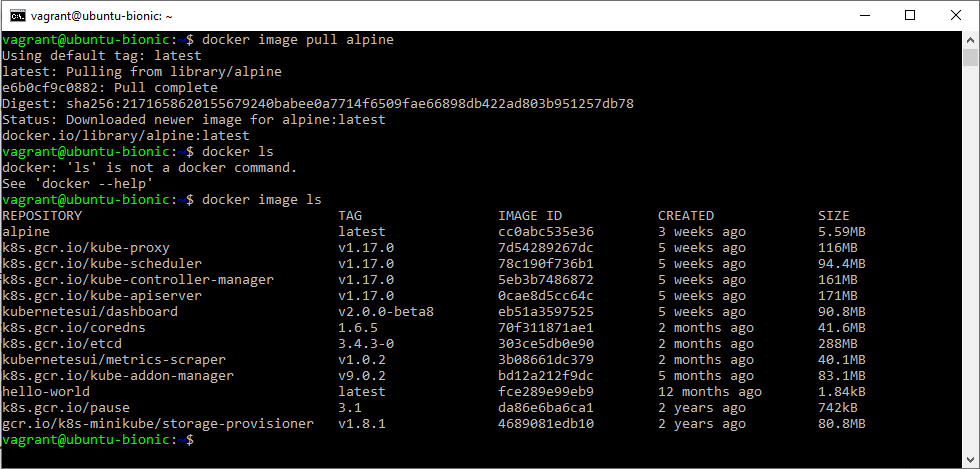 vagrant@ubuntu-bionic: ~
vagrant@ubuntu-bionic:~$ docker image pull alpine
Using default tag: latest
latest: Pulling from library/alpine
e6b0cf9c0882: Pull complete
Digest: sha256:2171658620155679240babee0a7714f6509fae66898db422ad803b951257db78
Status: Downloaded newer image for alpine:latest
docker.io/library/alpine:latest
vagrant@ubuntu-bionic:~$ docker ls
docker: 'ls' is not a docker command.
See 'docker --help'
vagrant@ubuntu-bionic:~$ docker image ls
REPOSITORY TAG IMAGE ID CREATED SIZE
alpine latest cc0abc535e36 3 weeks ago 5.59MB
k8s.gcr.io/kube-proxy v1.17.0 7d54289267dc 5 weeks ago 116MB
k8s.gcr.io/kube-scheduler v1.17.0 78c190f736b1 5 weeks ago 94.4MB
k8s.gcr.io/kube-controller-manager v1.17.0 5eb3b7486872 5 weeks ago 161MB
k8s.gcr.io/kube-apiserver v1.17.0 0cae8d5cc64c 5 weeks ago 171MB
kubernetesui/dashboard v2.0.0-beta8 eb51a3597525 5 weeks ago 90.8MB
k8s.gcr.io/coredns 1.6.5 70f311871ae1 2 months ago 41.6MB
k8s.gcr.io/etcd 3.4.3-0 303ce5db0e90 2 months ago 288MB
kubernetesui/metrics-scraper v1.0.2 3b08661dc379 2 months ago 40.1MB
k8s.gcr.io/kube-addon-manager v9.0.2 bd12a212f9dc 5 months ago 83.1MB
hello-world latest fce289e99eb9 12 months ago 1.84kB
k8s.gcr.io/pause 3.1 da86e6ba6ca1 2 years ago 742kB
gcr.io/k8s-minikube/storage-provisioner v1.8.1 4689081edb10 2 years ago 80.8MB
vagrant@ubuntu-bionic:~$